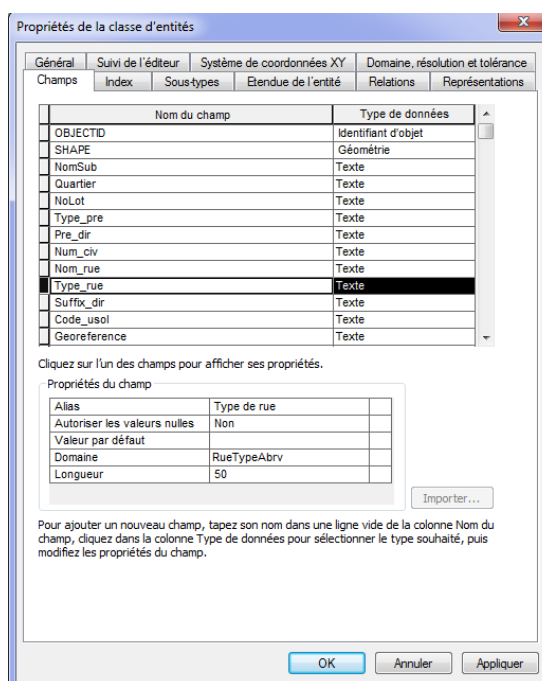 Propriétés de la classe d'entités
Général Suivi de l'éditeur Système de coordonnées XY Domaine, résolution et tolérance
Champs Index Sous-types Etendue de l'entité Relations Représentations
Nom du champ Type de données
OBJECTID Identifiant d'objet
SHAPE Géométrie
NomSub Texte
Quartier Texte
NoLot Texte
Type_pre Texte
Pre_dir Texte
Num_civ Texte
Nom_rue Texte
Type_rue Texte
Suffix_dir Texte
Code_usol Texte
Georeference Texte
Cliquez sur l'un des champs pour afficher ses propriétés.
Propriétés du champ
Alias Type de rue
Autoriser les valeurs nulles Non
Valeur par défaut
Domaine RueTypeAbrv
Longueur 50
Importer...
Pour ajouter un nouveau champ, tapez son nom dans une ligne vide de la colonne Nom du
champ, cliquez dans la colonne Type de données pour sélectionner le type souhaité, puis
modifiez les propriétés du champ.
OK Annuler Appliquer